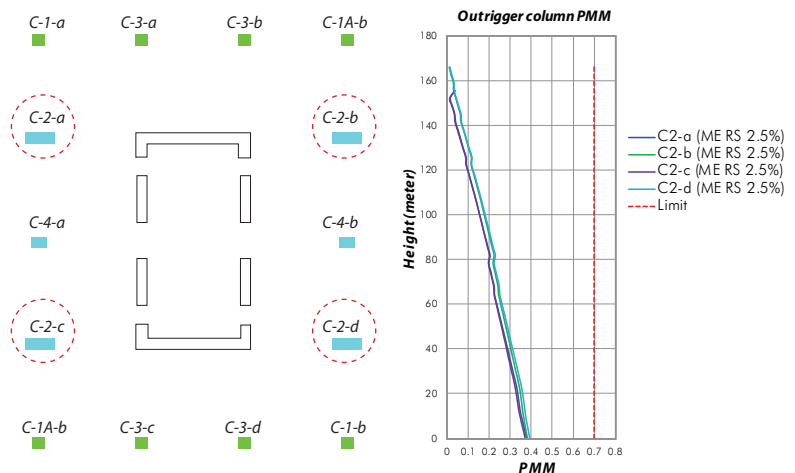 C-1-a
C-3-a
C-3-b
C-1A-b
C-2-a
C-2-b
C-4-a
C-4-b
C-2-c
C-2-d
C-1A-b
C-3-c
C-3-d
C-1-b
Outrigger column PMM
Height (meter)
180
160
140
120
100
80
60
40
20
0
0 0.1 0.2 0.3 0.4 0.5 0.6 0.7 0.8
PMM
C2-a (ME RS 2.5%)
C2-b (ME RS 2.5%)
C2-c (ME RS 2.5%)
C2-d (ME RS 2.5%)
Limit